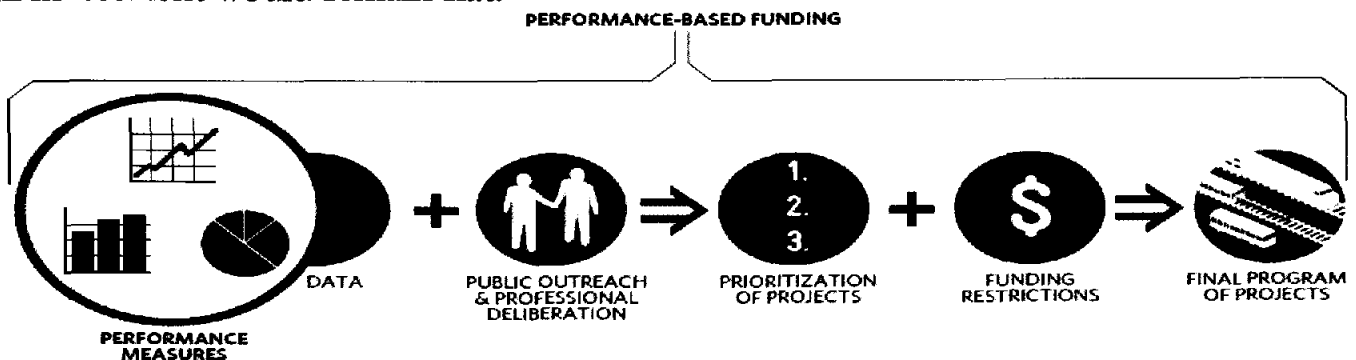 PERFORMANCE-BASED FUNDING
1.
2.
3.
$
DATA
PUBLIC OUTREACH
& PROFESSIONAL
DELIBERATION
PRIORITIZATION
OF PROJECTS
FUNDING
RESTRICTIONS
FINAL PROGRAM
OF PROJECTS
PERFORMANCE
MEASURES